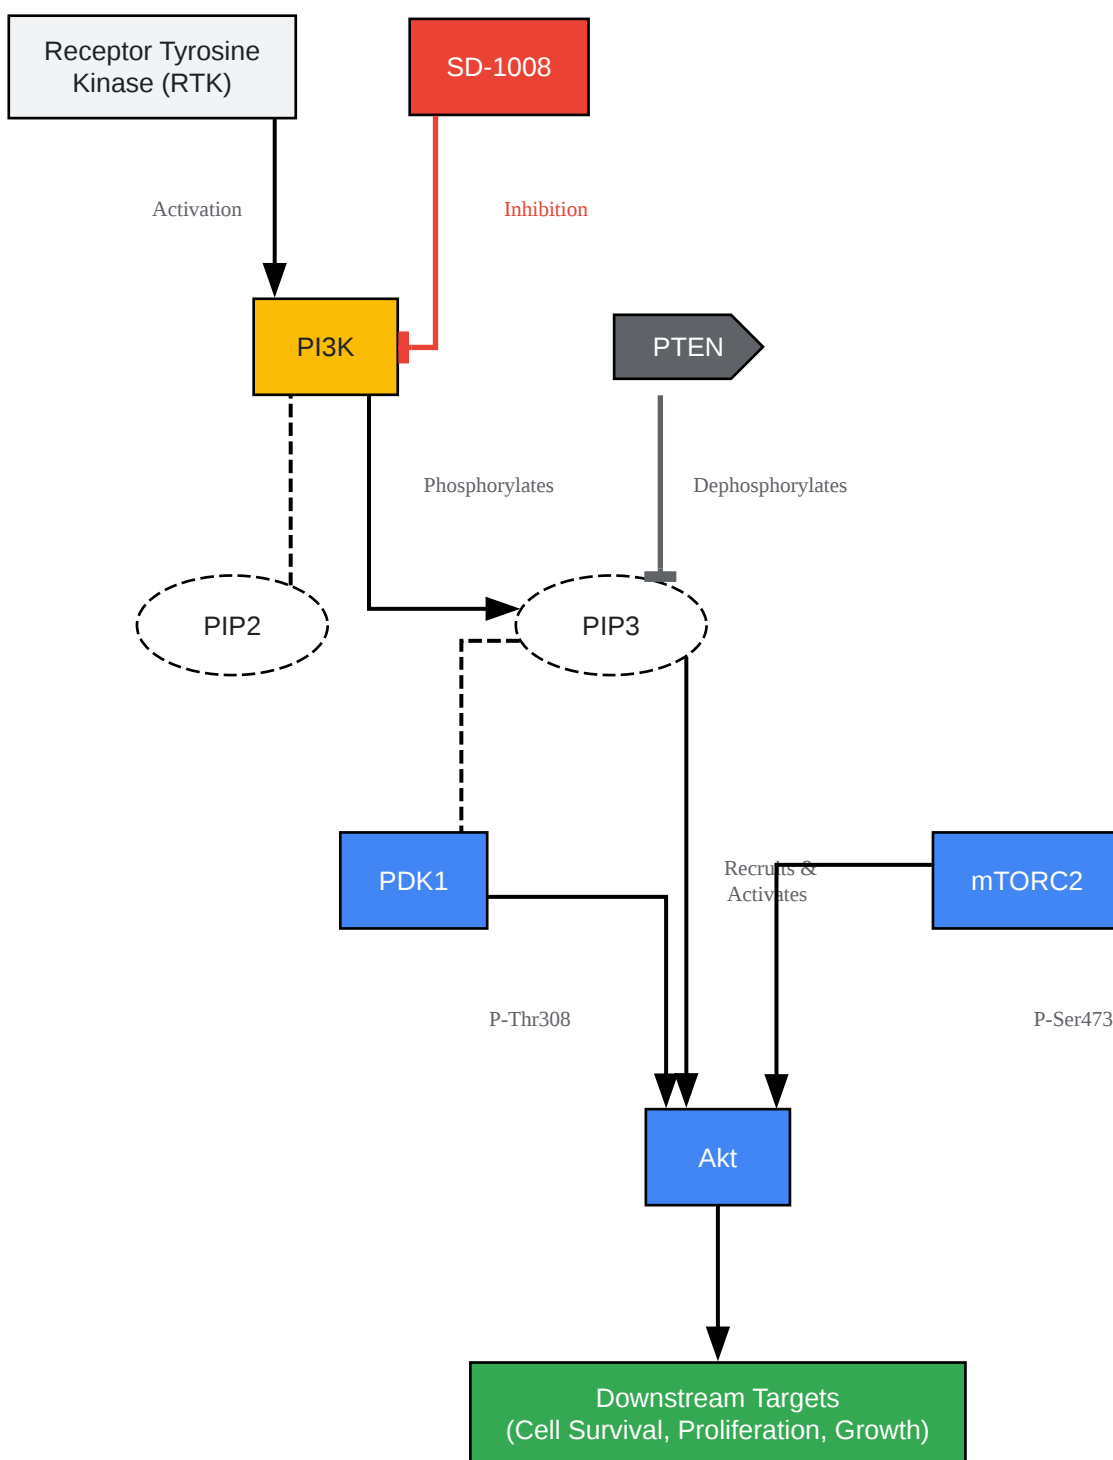 Receptor Tyrosine
Kinase (RTK)
SD-1008
Activation
Inhibition
PI3K
PTEN
Phosphorylates
Dephosphorylates
PIP2
PIP3
Recruits &
Activates
PDK1
mTORC2
P-Thr308
P-Ser473
Akt
Downstream Targets
(Cell Survival, Proliferation, Growth)